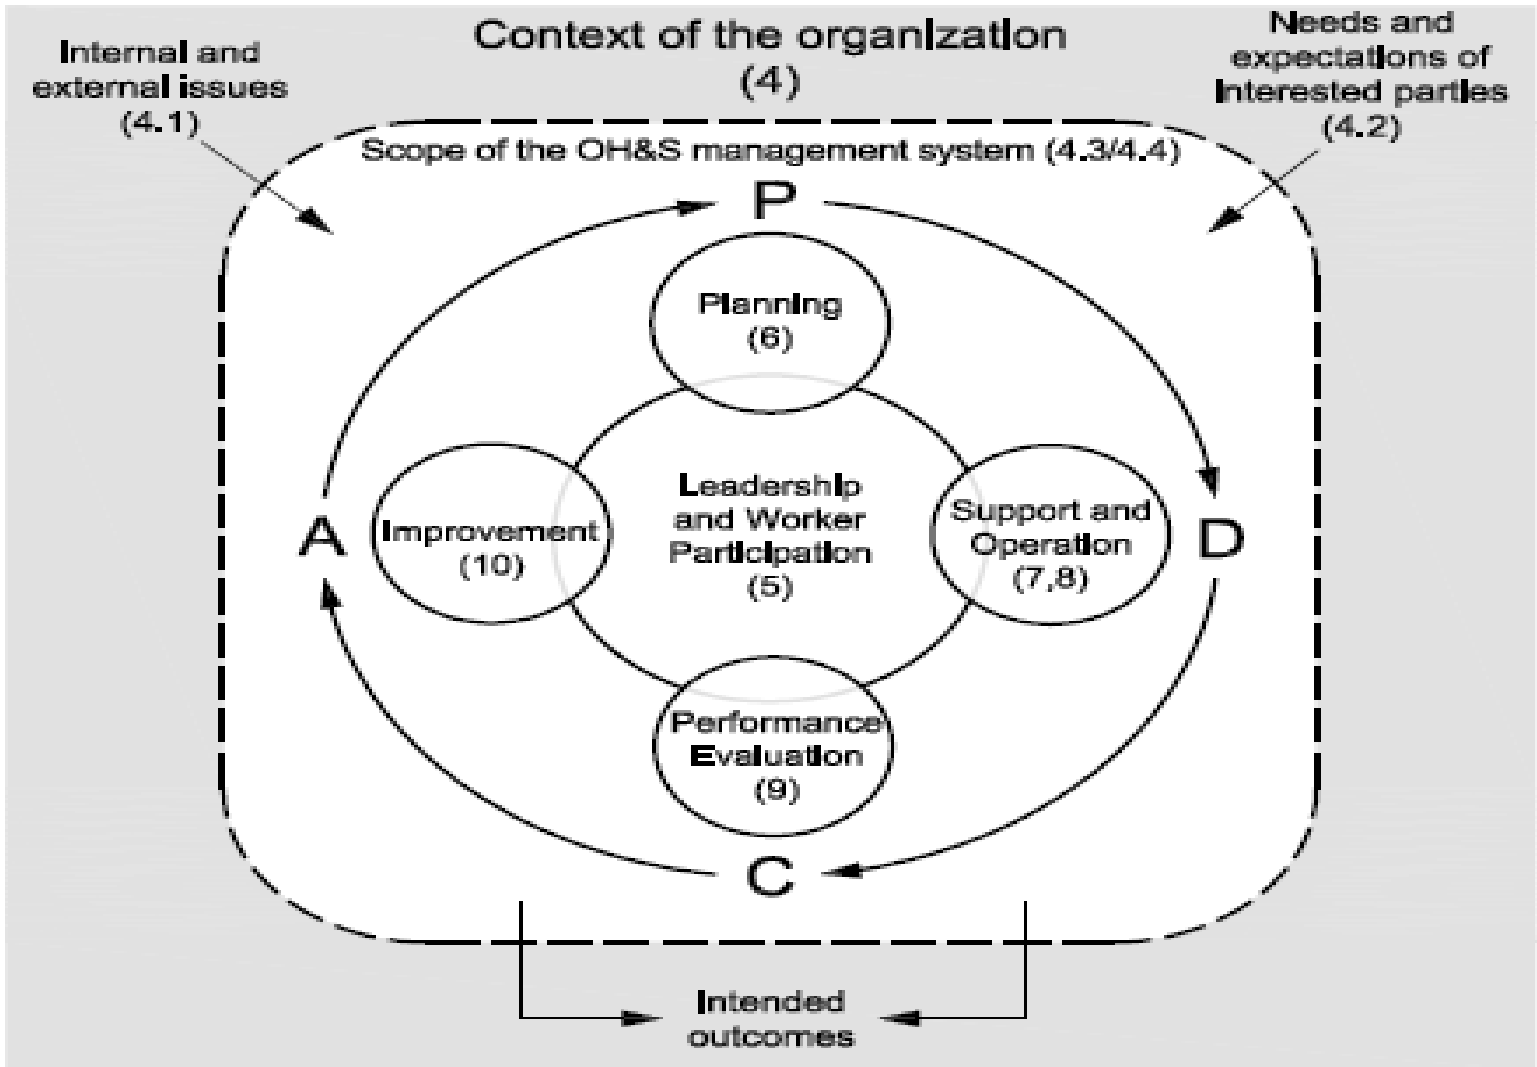 Context of the organization
(4)
Internal and
external issues
(4.1)
Needs and
expectations of
interested parties
(4.2)
Scope of the OH&S management system (4.3/4.4)
P
Planning
(6)
Leadership
and Worker
Participation
(5)
Improvement
(10)
A
Support and
Operation
(7,8)
D
Performance
Evaluation
(9)
C
Intended
outcomes